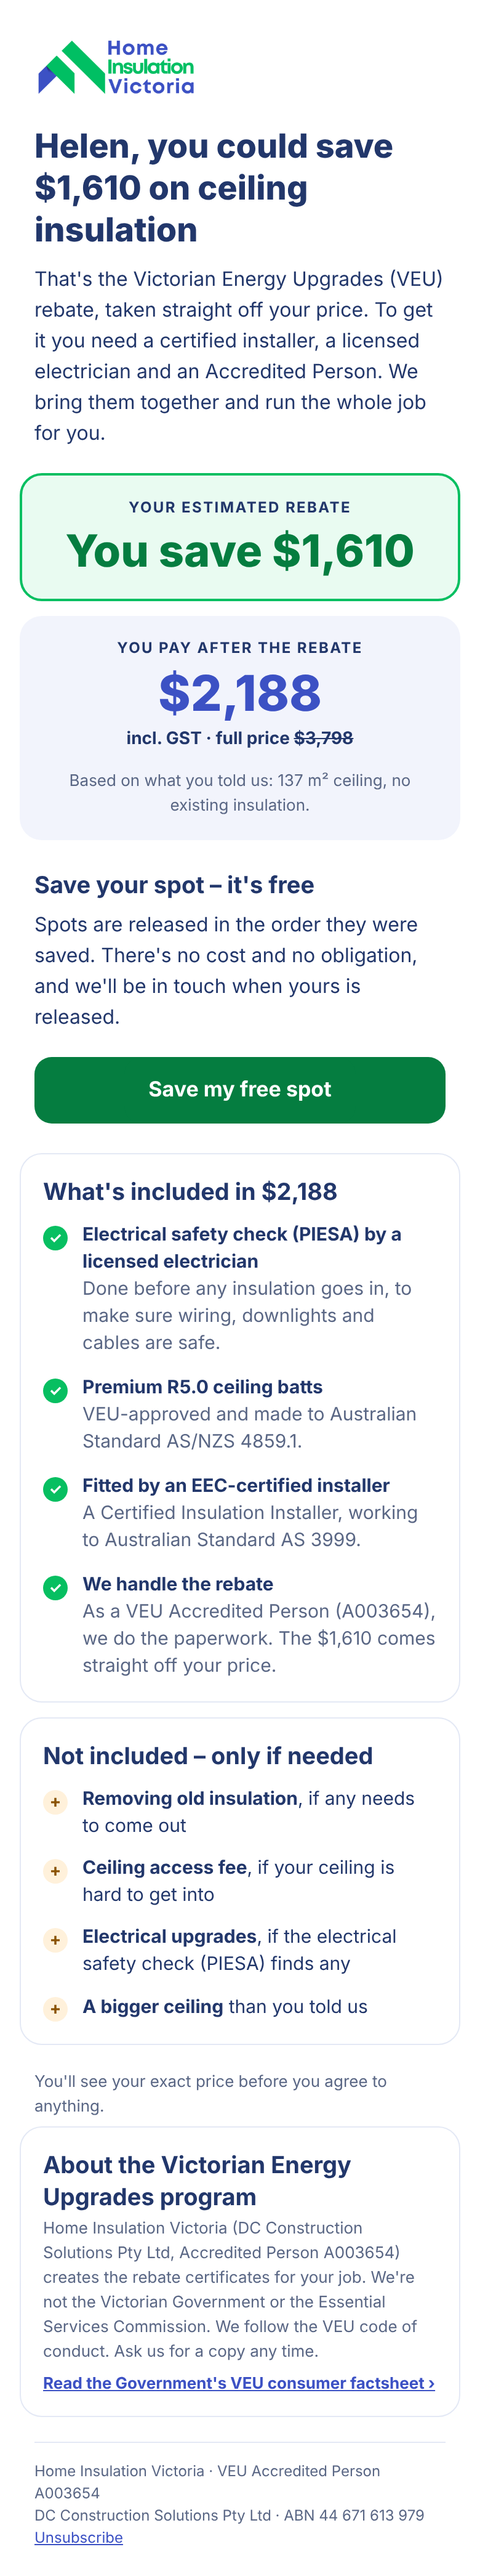 Home
Insulation
Victoria
Helen, you could save
$1,610 on ceiling
insulation
That's the Victorian Energy Upgrades (VEU)
rebate, taken straight off your price. To get
it you need a certified installer, a licensed
electrician and an Accredited Person. We
bring them together and run the whole job
for you.
YOUR ESTIMATED REBATE
You save $1,610
YOU PAY AFTER THE REBATE
$2,188
incl. GST · full price $3,798
Based on what you told us: 137 m² ceiling, no
existing insulation.
Save your spot – it's free
Spots are released in the order they were
saved. There's no cost and no obligation,
and we'll be in touch when yours is
released.
Save my free spot
What's included in $2,188
Electrical safety check (PIESA) by a
licensed electrician
Done before any insulation goes in, to
make sure wiring, downlights and
cables are safe.
Premium R5.0 ceiling batts
VEU-approved and made to Australian
Standard AS/NZS 4859.1.
Fitted by an EEC-certified installer
A Certified Insulation Installer, working
to Australian Standard AS 3999.
We handle the rebate
As a VEU Accredited Person (A003654),
we do the paperwork. The $1,610 comes
straight off your price.
Not included – only if needed
+ Removing old insulation, if any needs
to come out
+ Ceiling access fee, if your ceiling is
hard to get into
+ Electrical upgrades, if the electrical
safety check (PIESA) finds any
+ A bigger ceiling than you told us
You'll see your exact price before you agree to
anything.
About the Victorian Energy
Upgrades program
Home Insulation Victoria (DC Construction
Solutions Pty Ltd, Accredited Person A003654)
creates the rebate certificates for your job. We're
not the Victorian Government or the Essential
Services Commission. We follow the VEU code of
conduct. Ask us for a copy any time.
Read the Government's VEU consumer factsheet ›
Home Insulation Victoria · VEU Accredited Person
A003654
DC Construction Solutions Pty Ltd · ABN 44 671 613 979
Unsubscribe